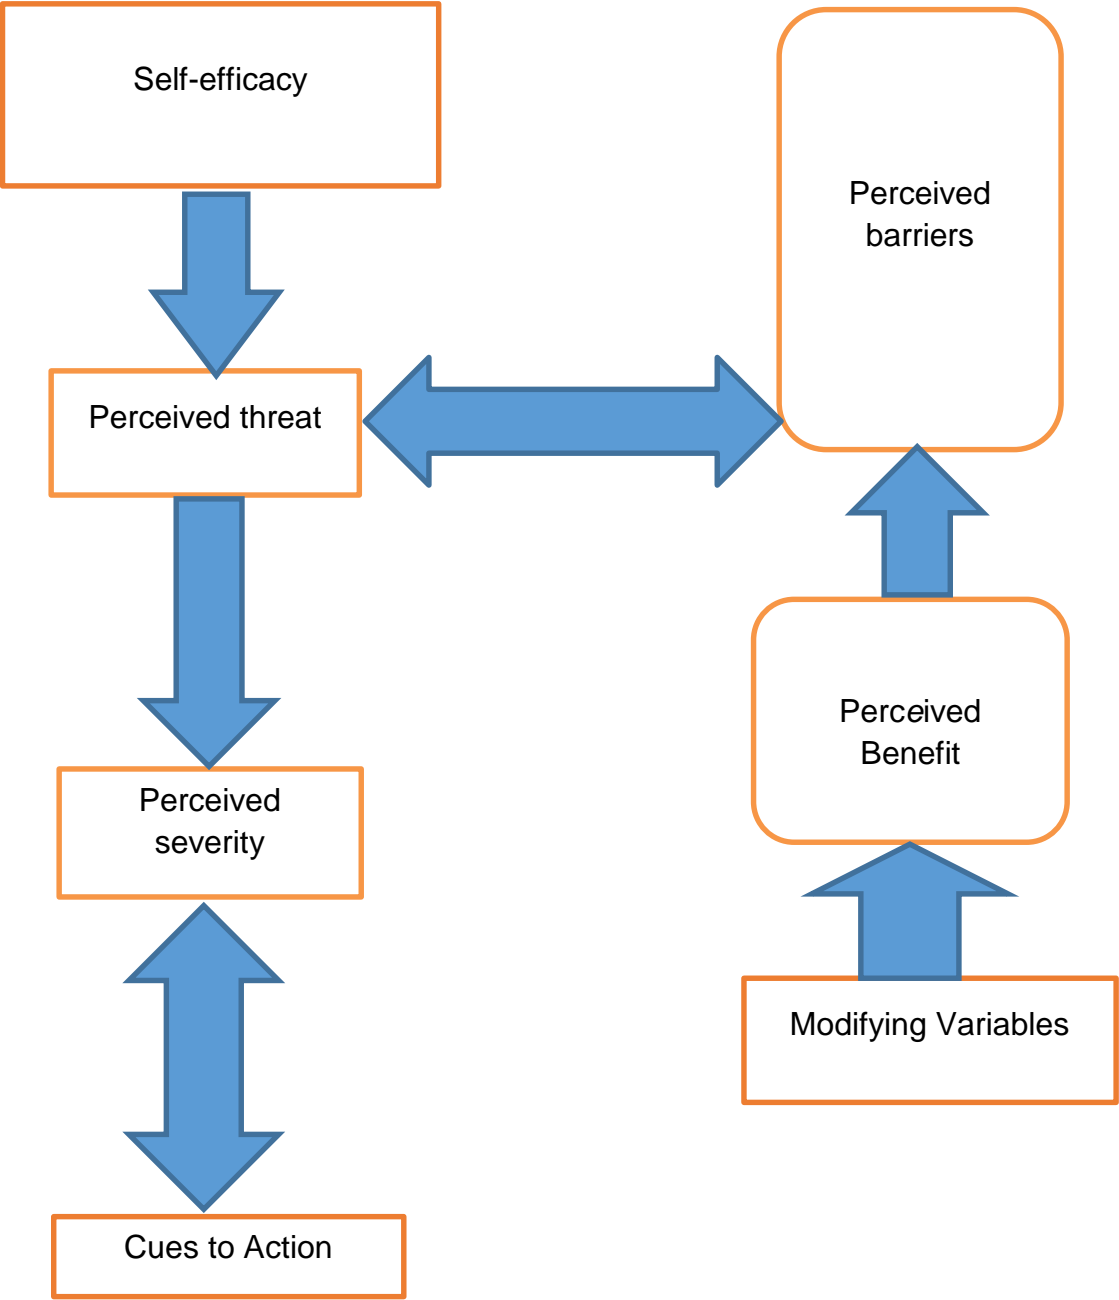 Self-efficacy
Perceived
barriers
Perceived threat
Perceived
Benefit
Perceived
severity
Modifying Variables
Cues to Action